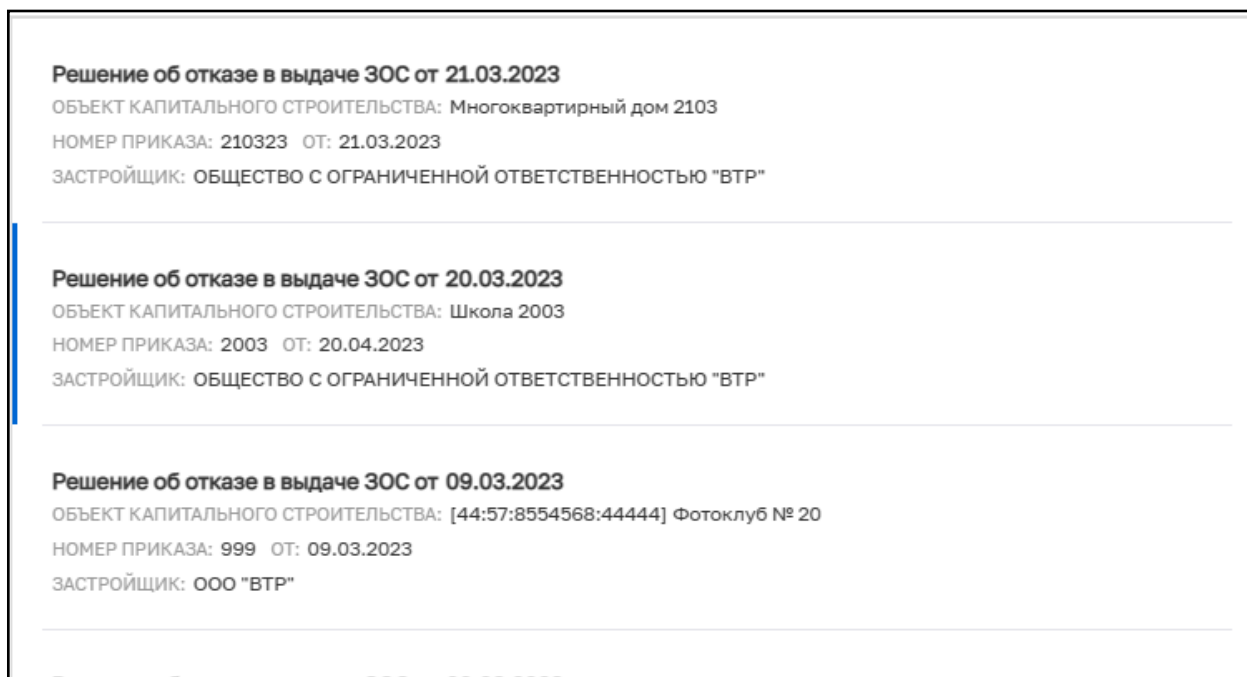 Решение об отказе в выдаче ЗОС от 21.03.2023
ОБЪЕКТ КАПИТАЛЬНОГО СТРОИТЕЛЬСТВА: Многоквартирный дом 2103
НОМЕР ПРИКАЗА: 210323 ОТ: 21.03.2023
ЗАСТРОЙЩИК: ОБЩЕСТВО С ОГРАНИЧЕННОЙ ОТВЕТСТВЕННОСТЬЮ "ВТР"
Решение об отказе в выдаче ЗОС от 20.03.2023
ОБЪЕКТ КАПИТАЛЬНОГО СТРОИТЕЛЬСТВА: Школа 2003
НОМЕР ПРИКАЗА: 2003 ОТ: 20.04.2023
ЗАСТРОЙЩИК: ОБЩЕСТВО С ОГРАНИЧЕННОЙ ОТВЕТСТВЕННОСТЬЮ "ВТР"
Решение об отказе в выдаче ЗОС от 09.03.2023
ОБЪЕКТ КАПИТАЛЬНОГО СТРОИТЕЛЬСТВА: [44:57:8554568:44444] Фотоклуб № 20
НОМЕР ПРИКАЗА: 999 ОТ: 09.03.2023
ЗАСТРОЙЩИК: ООО "ВТР"